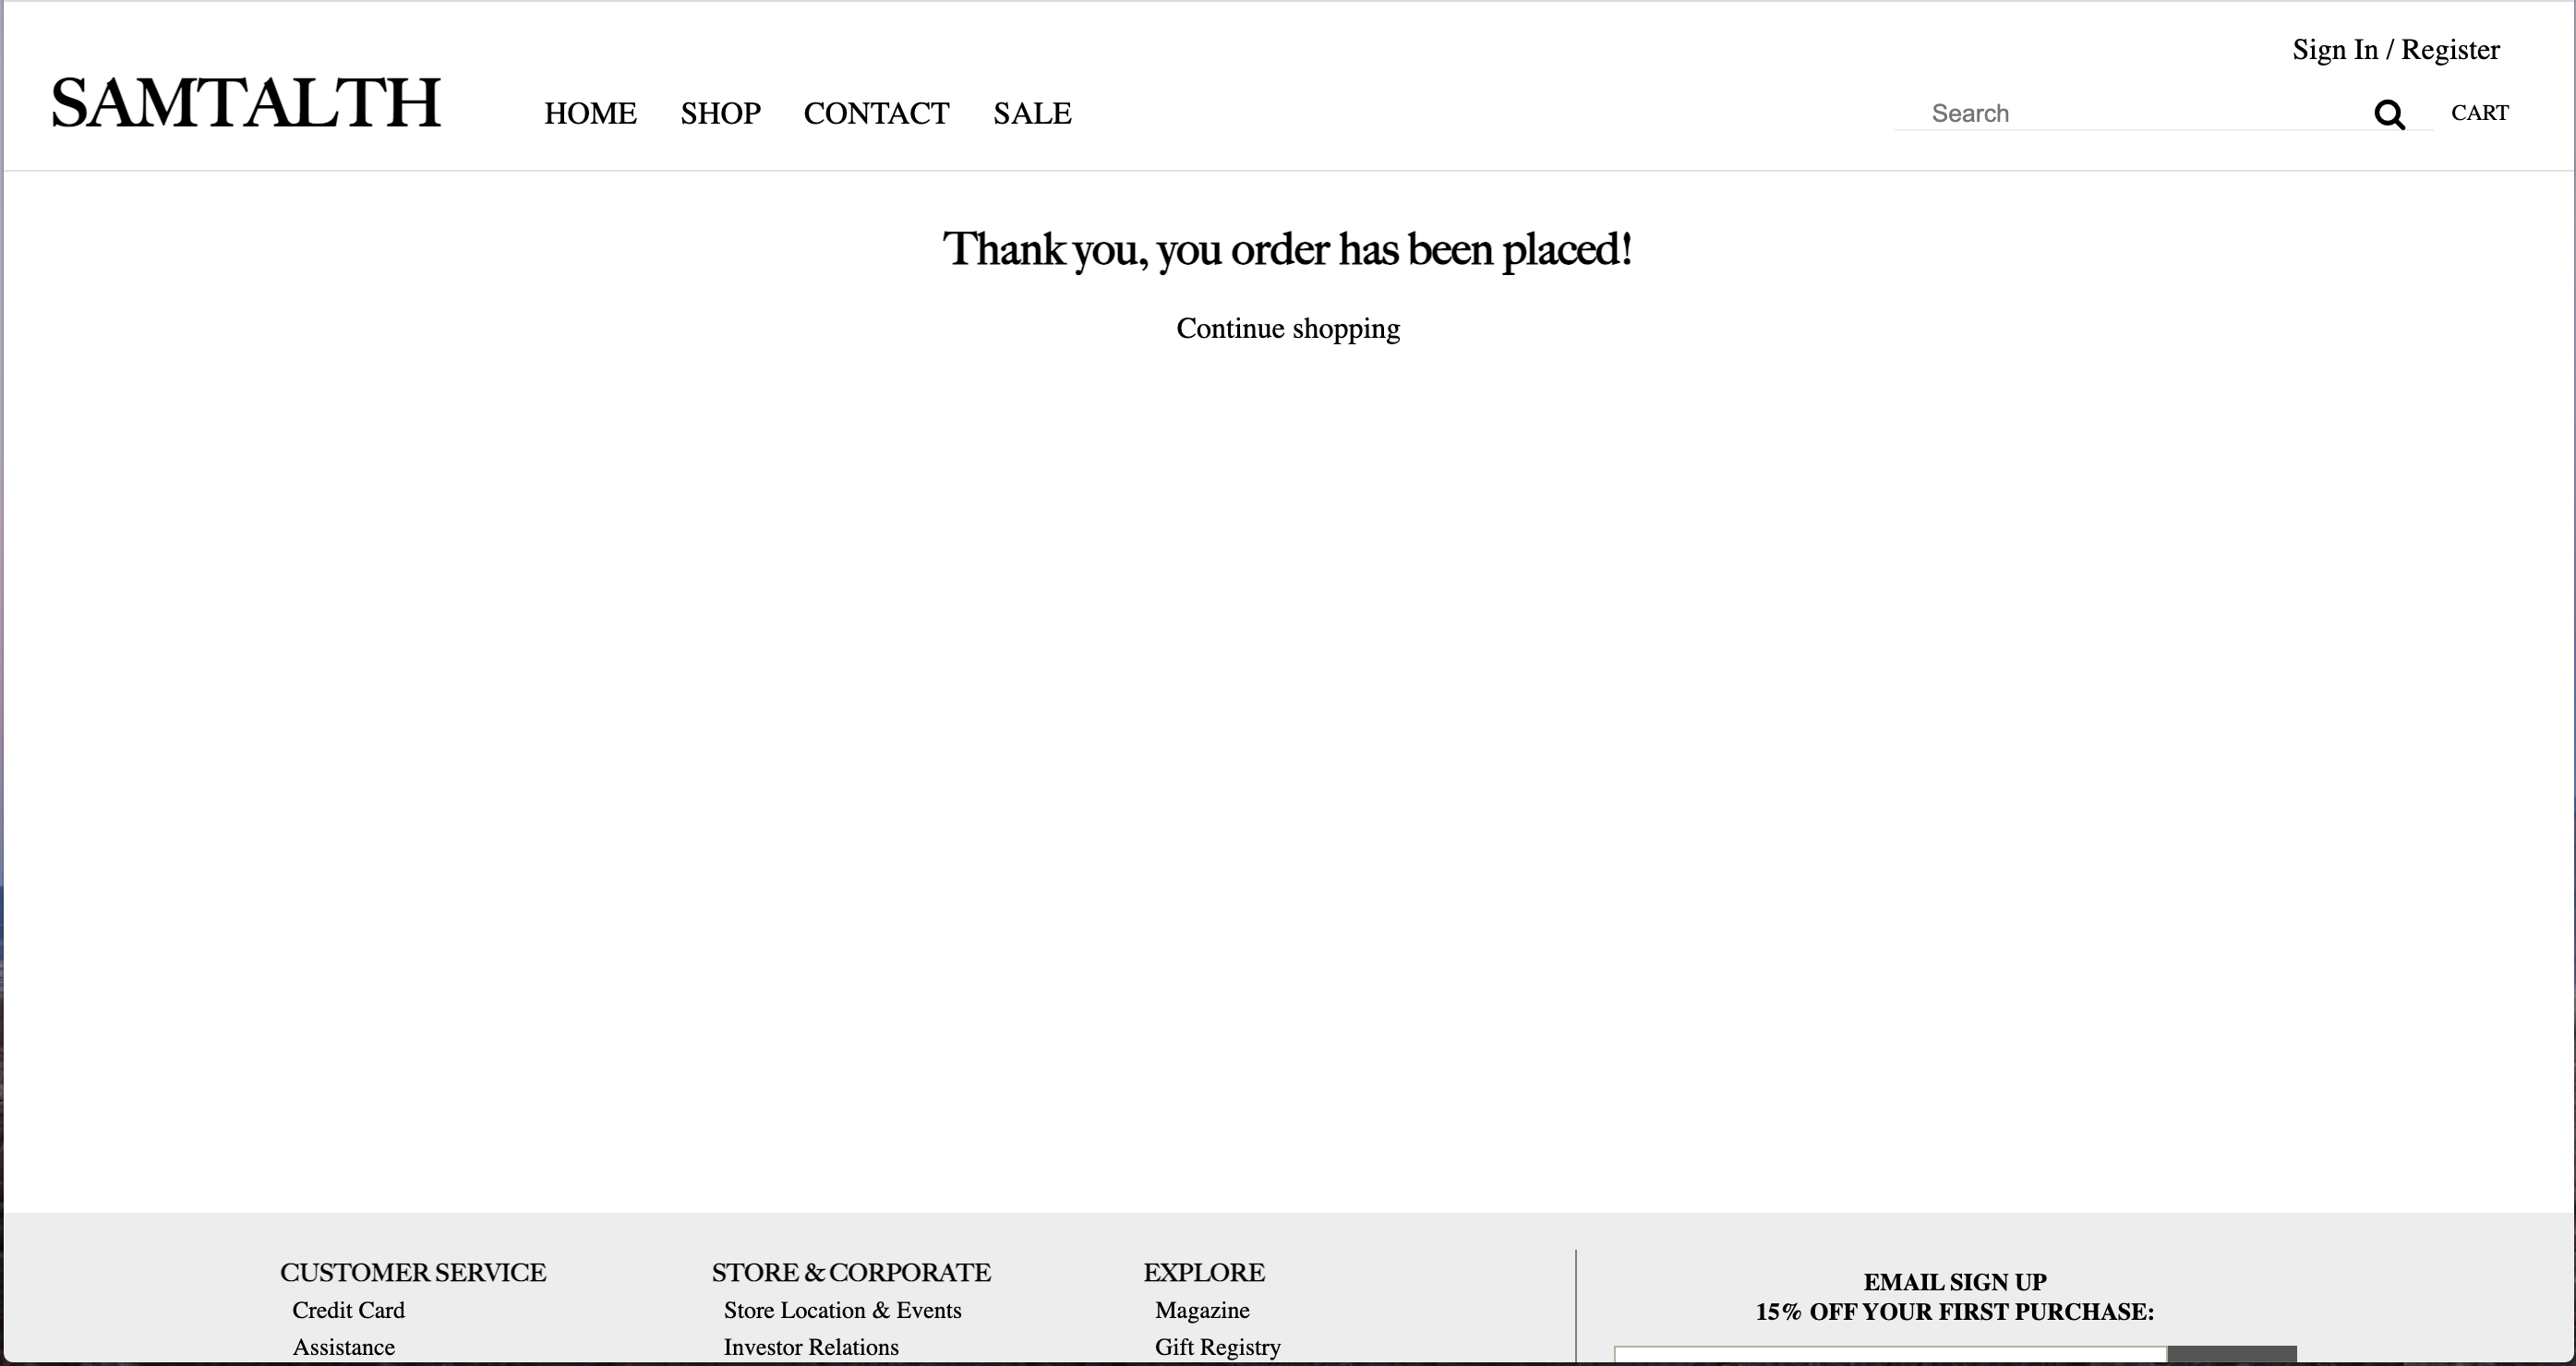 Sign In / Register
SAMTALTH
HOME SHOP CONTACT SALE
Search
CART
Thank you, you order has been placed!
Continue shopping
CUSTOMER SERVICE
Credit Card
Assistance
STORE & CORPORATE
Store Location & Events
Investor Relations
EXPLORE
Magazine
Gift Registry
EMAIL SIGN UP
15% OFF YOUR FIRST PURCHASE: